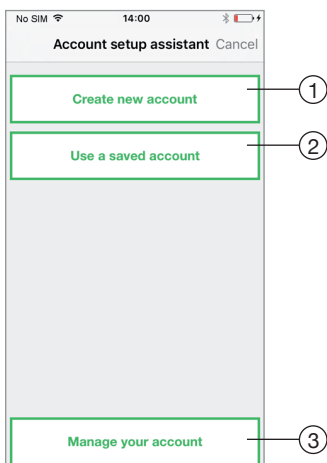 No SIM 14:00
Account setup assistant Cancel
Create new account 1
Use a saved account 2
Manage your account 3